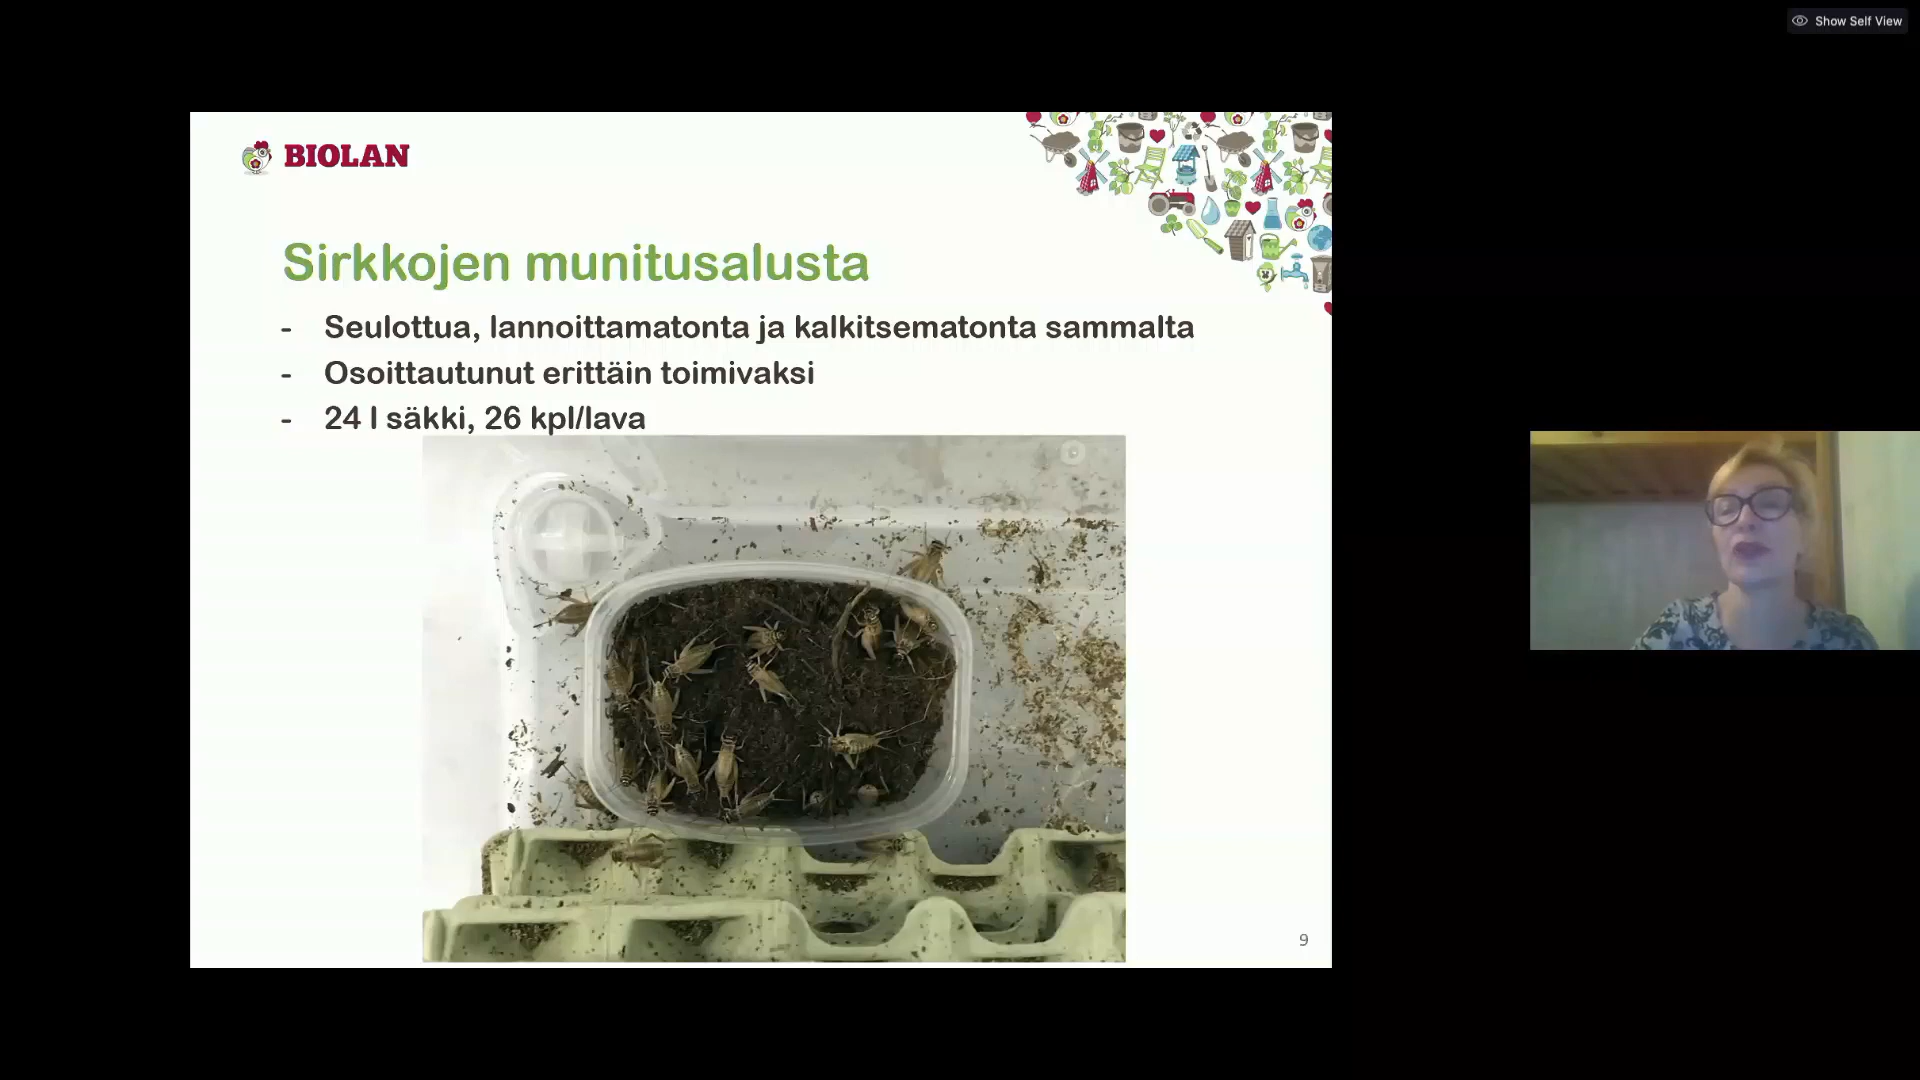 Show Self View
BIOLAN
Sirkkojen munitusalusta
- Seulottua, lannoittamatonta ja kalkitsematonta sammalta
- Osoittautunut erittäin toimivaksi
- 24 l säkki, 26 kpl/lava
9